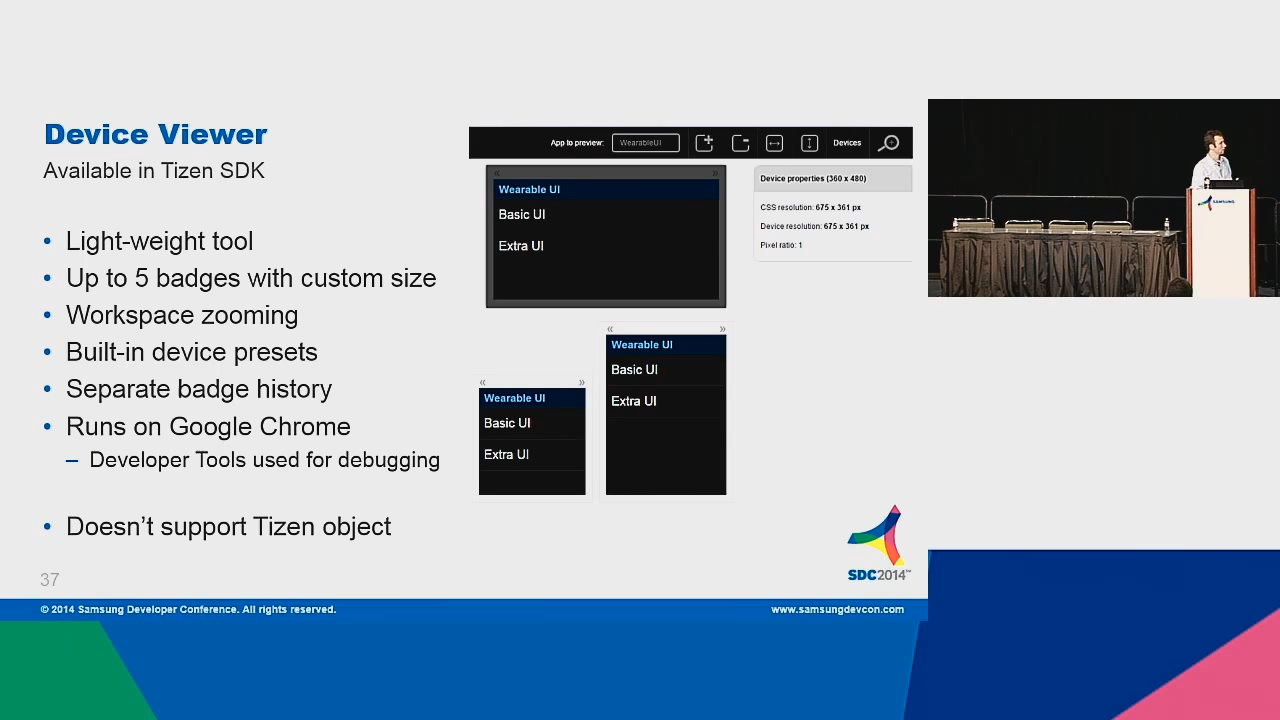 Device Viewer
Available in Tizen SDK
• Light-weight tool
• Up to 5 badges with custom size
• Workspace zooming
• Built-in device presets
• Separate badge history
• Runs on Google Chrome
– Developer Tools used for debugging
• Doesn't support Tizen object
37
App to preview: WearableUI Devices
« »
Wearable UI
Basic UI
Extra UI
Device properties (360 x 480)
CSS resolution: 675 x 361 px
Device resolution: 675 x 361 px
Pixel ratio: 1
« »
Wearable UI
Basic UI
Extra UI
« »
Wearable UI
Basic UI
Extra UI
SDC2014™
© 2014 Samsung Developer Conference. All rights reserved.
www.samsungdevcon.com
SAMSUNG